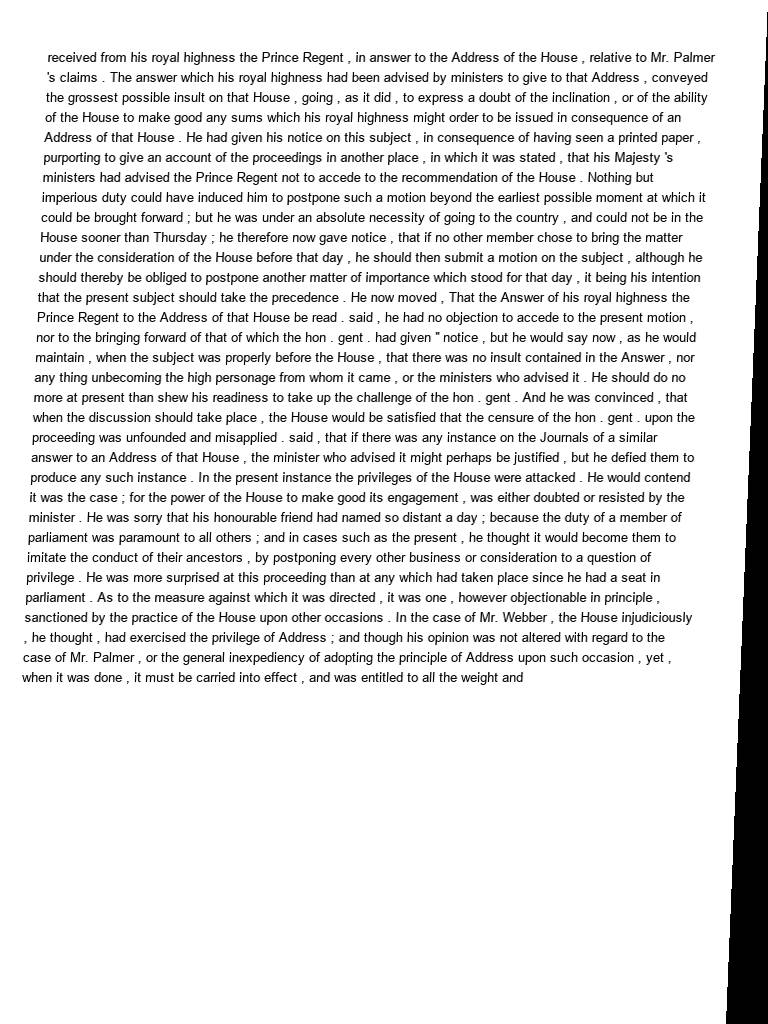 received from his royal highness the Prince Regent , in answer to the Address of the House , relative to Mr. Palmer
's claims . The answer which his royal highness had been advised by ministers to give to that Address , conveyed
the grossest possible insult on that House , going , as it did , to express a doubt of the inclination , or of the ability
of the House to make good any sums which his royal highness might order to be issued in consequence of an
Address of that House . He had given his notice on this subject , in consequence of having seen a printed paper ,
purporting to give an account of the proceedings in another place , in which it was stated , that his Majesty 's
ministers had advised the Prince Regent not to accede to the recommendation of the House . Nothing but
imperious duty could have induced him to postpone such a motion beyond the earliest possible moment at which it
could be brought forward ; but he was under an absolute necessity of going to the country , and could not be in the
House sooner than Thursday ; he therefore now gave notice , that if no other member chose to bring the matter
under the consideration of the House before that day , he should then submit a motion on the subject , although he
should thereby be obliged to postpone another matter of importance which stood for that day , it being his intention
that the present subject should take the precedence . He now moved , That the Answer of his royal highness the
Prince Regent to the Address of that House be read . said , he had no objection to accede to the present motion ,
nor to the bringing forward of that of which the hon . gent . had given " notice , but he would say now , as he would
maintain , when the subject was properly before the House , that there was no insult contained in the Answer , nor
any thing unbecoming the high personage from whom it came , or the ministers who advised it . He should do no
more at present than shew his readiness to take up the challenge of the hon . gent . And he was convinced , that
when the discussion should take place , the House would be satisfied that the censure of the hon . gent . upon the
proceeding was unfounded and misapplied . said , that if there was any instance on the Journals of a similar
answer to an Address of that House , the minister who advised it might perhaps be justified , but he defied them to
produce any such instance . In the present instance the privileges of the House were attacked . He would contend
it was the case ; for the power of the House to make good its engagement , was either doubted or resisted by the
minister . He was sorry that his honourable friend had named so distant a day ; because the duty of a member of
parliament was paramount to all others ; and in cases such as the present , he thought it would become them to
imitate the conduct of their ancestors , by postponing every other business or consideration to a question of
privilege . He was more surprised at this proceeding than at any which had taken place since he had a seat in
parliament . As to the measure against which it was directed , it was one , however objectionable in principle ,
sanctioned by the practice of the House upon other occasions . In the case of Mr. Webber , the House injudiciously
, he thought , had exercised the privilege of Address ; and though his opinion was not altered with regard to the
case of Mr. Palmer , or the general inexpediency of adopting the principle of Address upon such occasion , yet ,
when it was done , it must be carried into effect , and was entitled to all the weight and